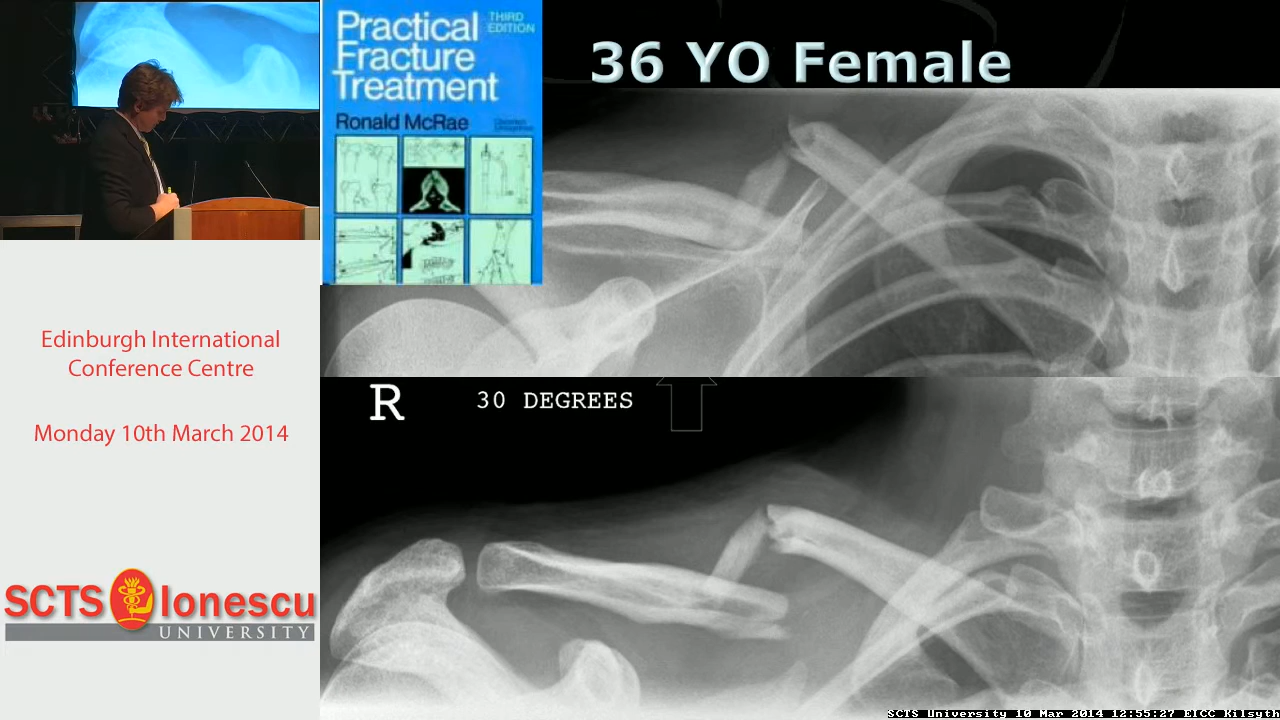 Practical
Fracture
Treatment
THIRD
EDITION
Ronald McRae
36 YO Female
Edinburgh International
Conference Centre
Monday 10th March 2014
SCTS Ionescu
UNIVERSITY
R
30 DEGREES
SCTS University 10 Mar 2014 12:55:27 EICC Kilsyth